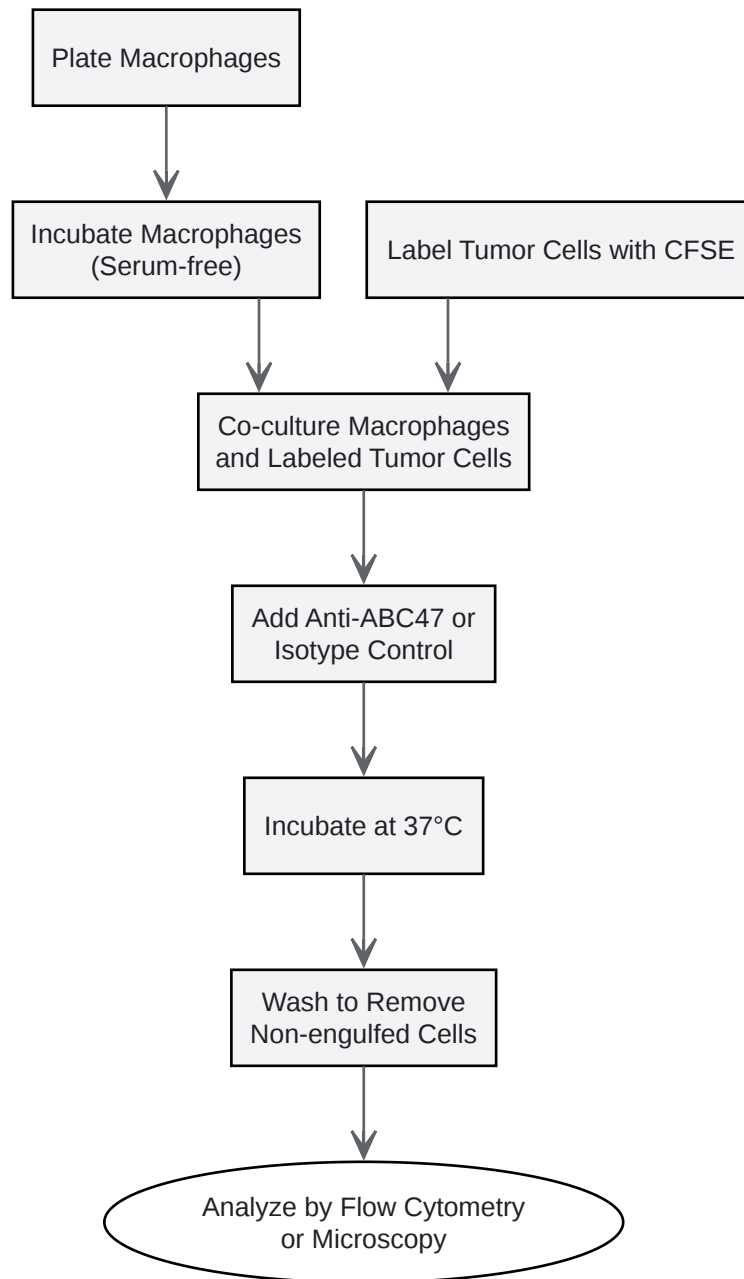 Plate Macrophages
Incubate Macrophages
(Serum-free)
Label Tumor Cells with CFSE
Co-culture Macrophages
and Labeled Tumor Cells
Add Anti-ABC47 or
Isotype Control
Incubate at 37°C
Wash to Remove
Non-engulfed Cells
Analyze by Flow Cytometry
or Microscopy